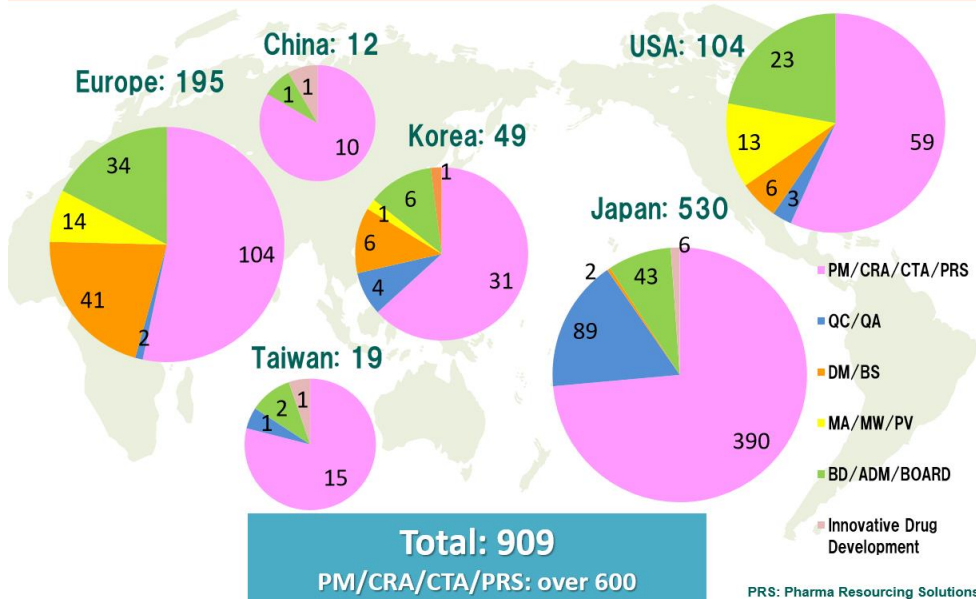 China: 12
1
1
10
Europe: 195
34
14
104
41
2
Korea: 49
1
6
1
6
4
31
USA: 104
23
13
59
6
3
Japan: 530
6
2
43
89
390
Taiwan: 19
1
2
1
15
PM/CRA/CTA/PRS
QC/QA
DM/BS
MA/MW/PV
BD/ADM/BOARD
Innovative Drug
Development
Total: 909
PM/CRA/CTA/PRS: over 600
PRS: Pharma Resourcing Solutions